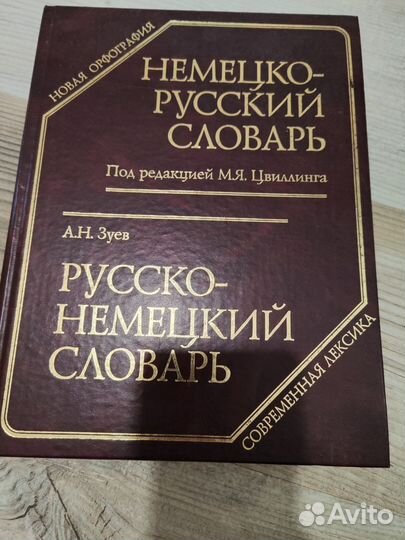 НОВАЯ ОРФОГРАФИЯ
НЕМЕЦКО-
РУССКИЙ
СЛОВАРЬ
Под редакцией М.Я. Цвиллинга
А.Н. Зуев
РУССКО-
НЕМЕЦКИЙ
СЛОВАРЬ
СОВРЕМЕННАЯ ЛЕКСИКА
Avito